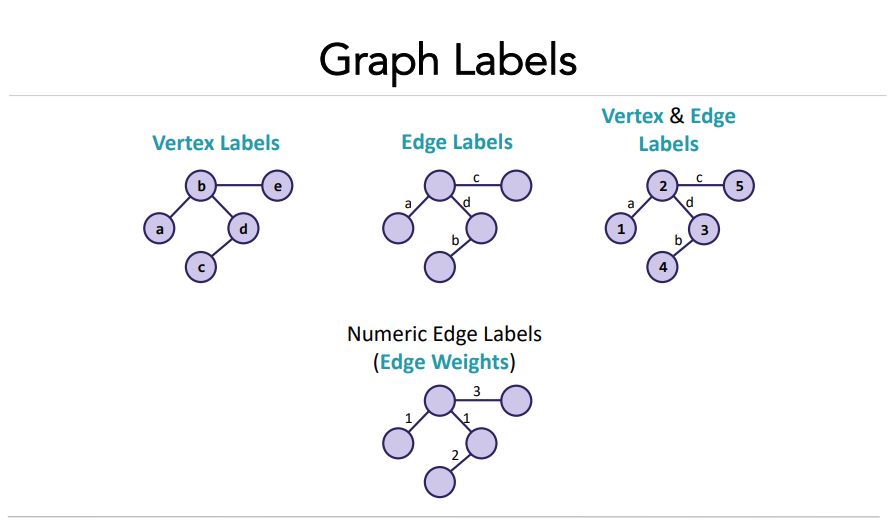 Graph Labels
Vertex Labels
b
e
a
d
c
Edge Labels
c
a
d
b
Vertex & Edge
Labels
2
c
5
a
d
1
3
b
4
Numeric Edge Labels
(Edge Weights)
3
1
1
2